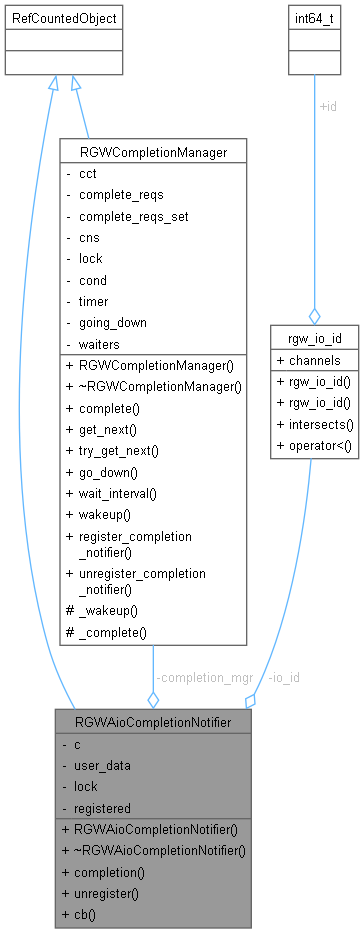 RefCountedObject
int64_t
+id
RGWCompletionManager
- cct
- complete_reqs
- complete_reqs_set
- cns
- lock
- cond
- timer
- going_down
- waiters
+ RGWCompletionManager()
+ ~RGWCompletionManager()
+ complete()
+ get_next()
+ try_get_next()
+ go_down()
+ wait_interval()
+ wakeup()
+ register_completion
_notifier()
+ unregister_completion
_notifier()
# _wakeup()
# _complete()
rgw_io_id
+ channels
+ rgw_io_id()
+ rgw_io_id()
+ intersects()
+ operator<()
-completion_mgr
-io_id
RGWAioCompletionNotifier
- c
- user_data
- lock
- registered
+ RGWAioCompletionNotifier()
+ ~RGWAioCompletionNotifier()
+ completion()
+ unregister()
+ cb()